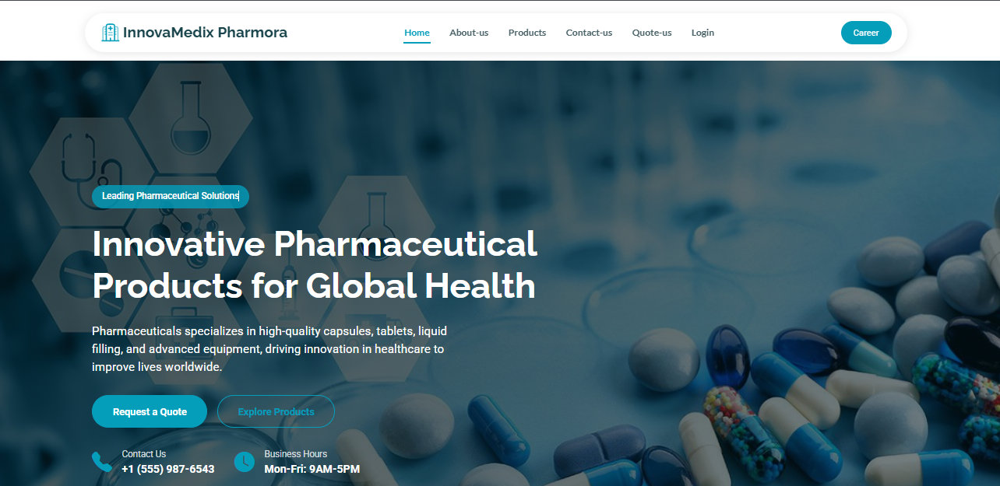 InnovaMedix Pharmora
Home About-us Products Contact-us Quote-us Login
Career
Leading Pharmaceutical Solutions
Innovative Pharmaceutical
Products for Global Health
Pharmaceuticals specializes in high-quality capsules, tablets, liquid
filling, and advanced equipment, driving innovation in healthcare to
improve lives worldwide.
Request a Quote
Explore Products
Contact Us
+1 (555) 987-6543
Business Hours
Mon-Fri: 9AM-5PM